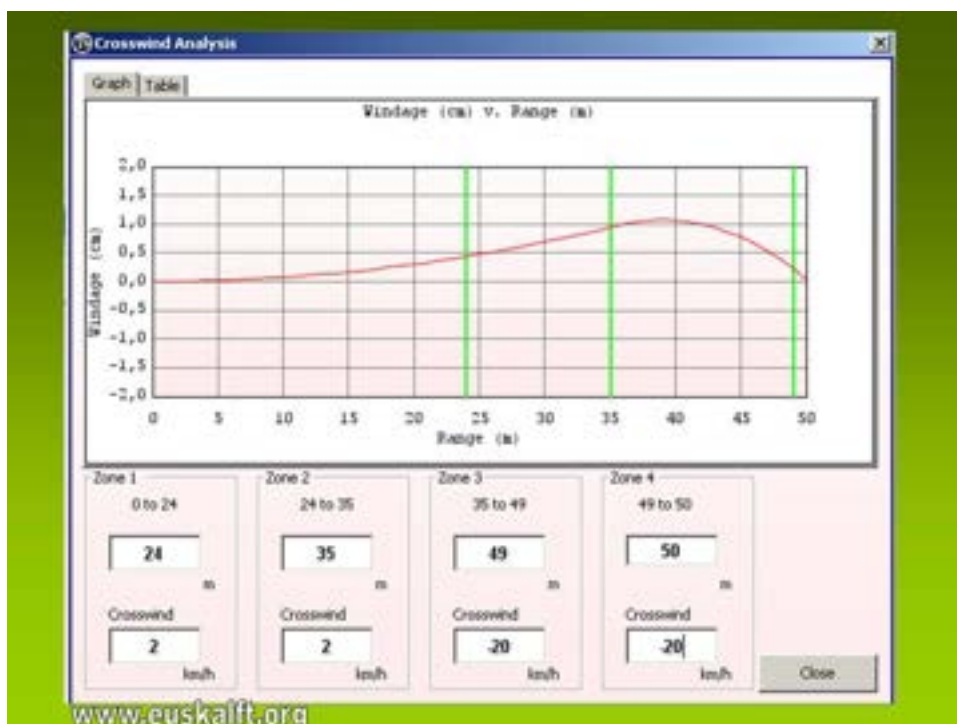 Crosswind Analysis
Graph Table
Windage (cm) v. Range (m)
2,0
1,5
1,0
0,5
0,0
-0,5
-1,0
-1,5
-2,0
Windage (cm)
0 5 10 15 20 25 30 35 40 45 50
Range (m)
Zone 1
0 to 24
24
m
Crosswind
2
km/h
Zone 2
24 to 35
35
m
Crosswind
2
km/h
Zone 3
35 to 49
49
m
Crosswind
-20
km/h
Zone 4
49 to 50
50
m
Crosswind
-20
km/h
Close
www.euskalft.org